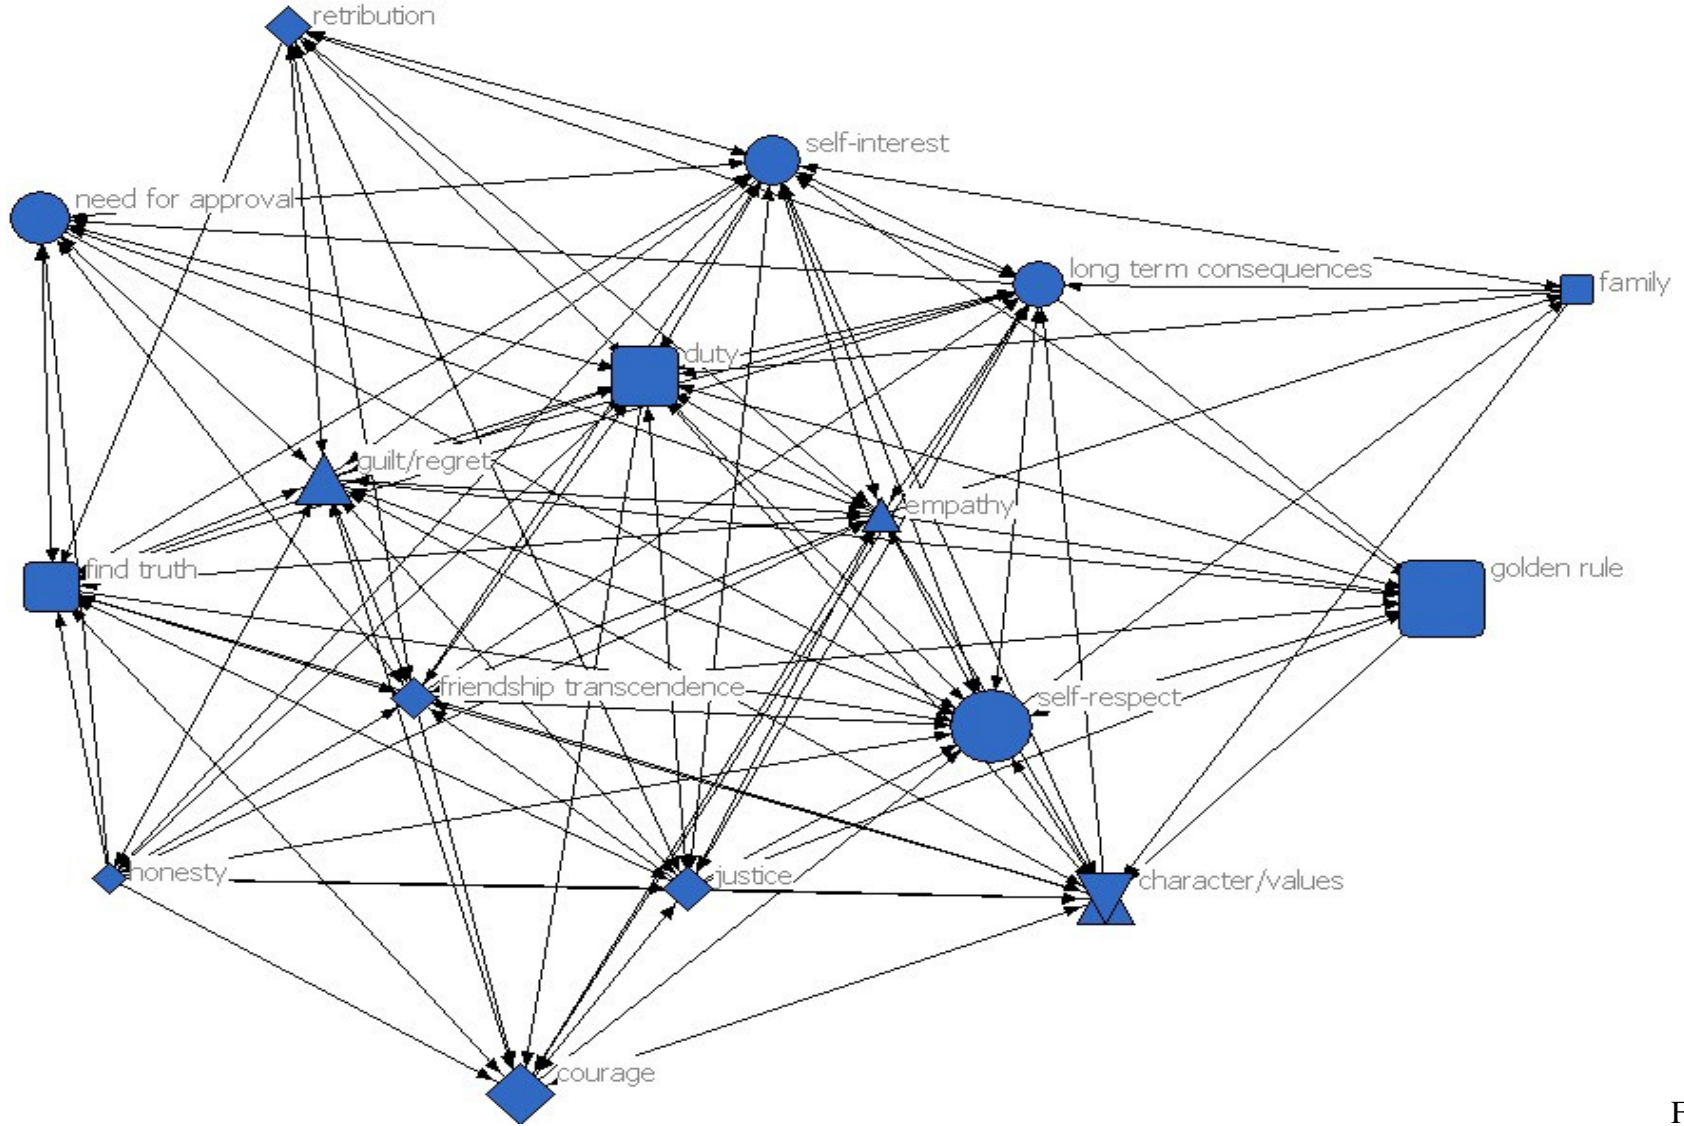 retribution
self-interest
need for approval
long term consequences
family
duty
guilt/regret
empathy
find truth
golden rule
friendship transcendence
self-respect
honesty
justice
character/values
courage
F